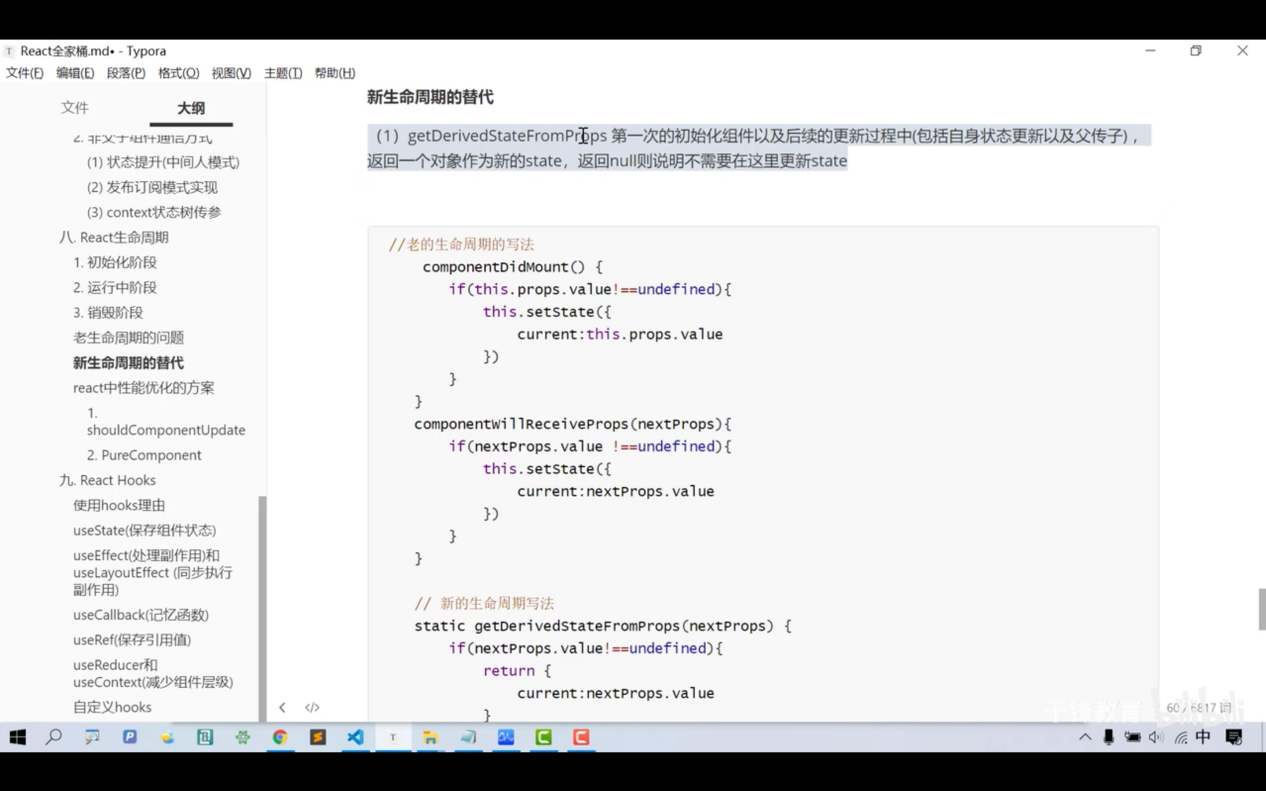 React全家桶.md• - Typora
文件(F) 编辑(E) 段落(P) 格式(O) 视图(V) 主题(T) 帮助(H)
文件 大纲
2. 非父子组件通信方式
(1) 状态提升(中间人模式)
(2) 发布订阅模式实现
(3) context状态树传参
八. React生命周期
1. 初始化阶段
2. 运行中阶段
3. 销毁阶段
老生命周期的问题
新生命周期的替代
react中性能优化的方案
1.
shouldComponentUpdate
2. PureComponent
九. React Hooks
使用hooks理由
useState(保存组件状态)
useEffect(处理副作用)和
useLayoutEffect (同步执行
副作用)
useCallback(记忆函数)
useRef(保存引用值)
useReducer和
useContext(减少组件层级)
自定义hooks
新生命周期的替代
（1）getDerivedStateFromProps 第一次的初始化组件以及后续的更新过程中(包括自身状态更新以及父传子)，
返回一个对象作为新的state，返回null则说明不需要在这里更新state
//老的生命周期的写法
componentDidMount() {
if(this.props.value!==undefined){
this.setState({
current:this.props.value
})
}
}
componentWillReceiveProps(nextProps){
if(nextProps.value !==undefined){
this.setState({
current:nextProps.value
})
}
}
// 新的生命周期写法
static getDerivedStateFromProps(nextProps) {
if(nextProps.value!==undefined){
return {
current:nextProps.value
}
60 / 6817 词
千锋教育 bilibili
中